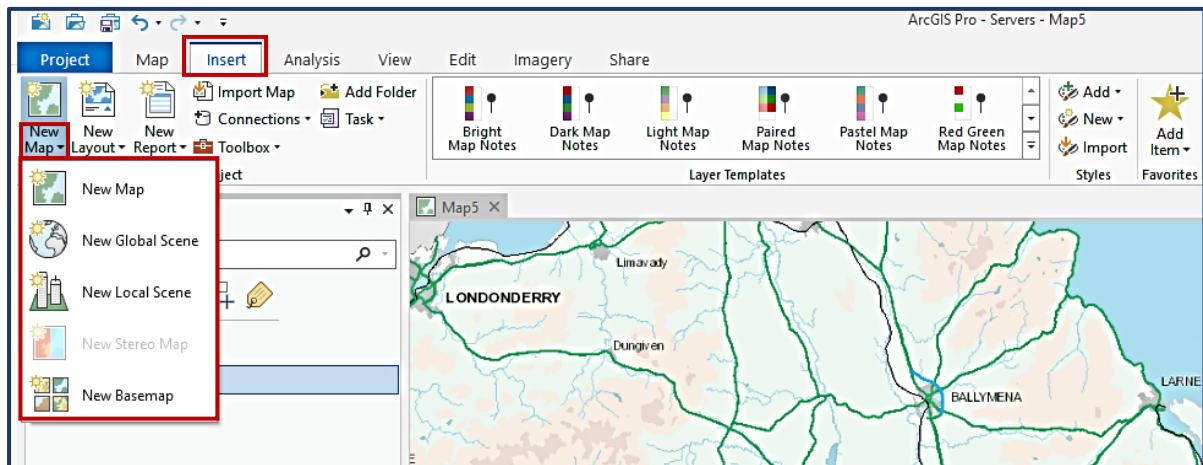 ArcGIS Pro - Servers - Map5
Project Map Insert Analysis View Edit Imagery Share
Import Map Add Folder
Connections Task
Toolbox
New Map
New Layout
New Report
ject
Bright Map Notes
Dark Map Notes
Light Map Notes
Paired Map Notes
Pastel Map Notes
Red Green Map Notes
Layer Templates
Add
New
Import
Styles
Add Item
Favorites
New Map
New Global Scene
New Local Scene
New Stereo Map
New Basemap
Map5
Limavady
LONDONDERRY
Dungiven
BALLYMENA
LARNE